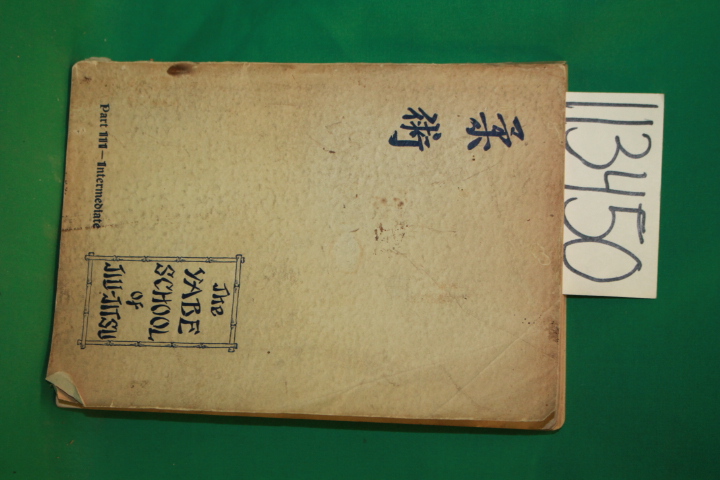 113450
柔術
The
YABE
SCHOOL
of
JIU-JITSU
Part III—Intermediate